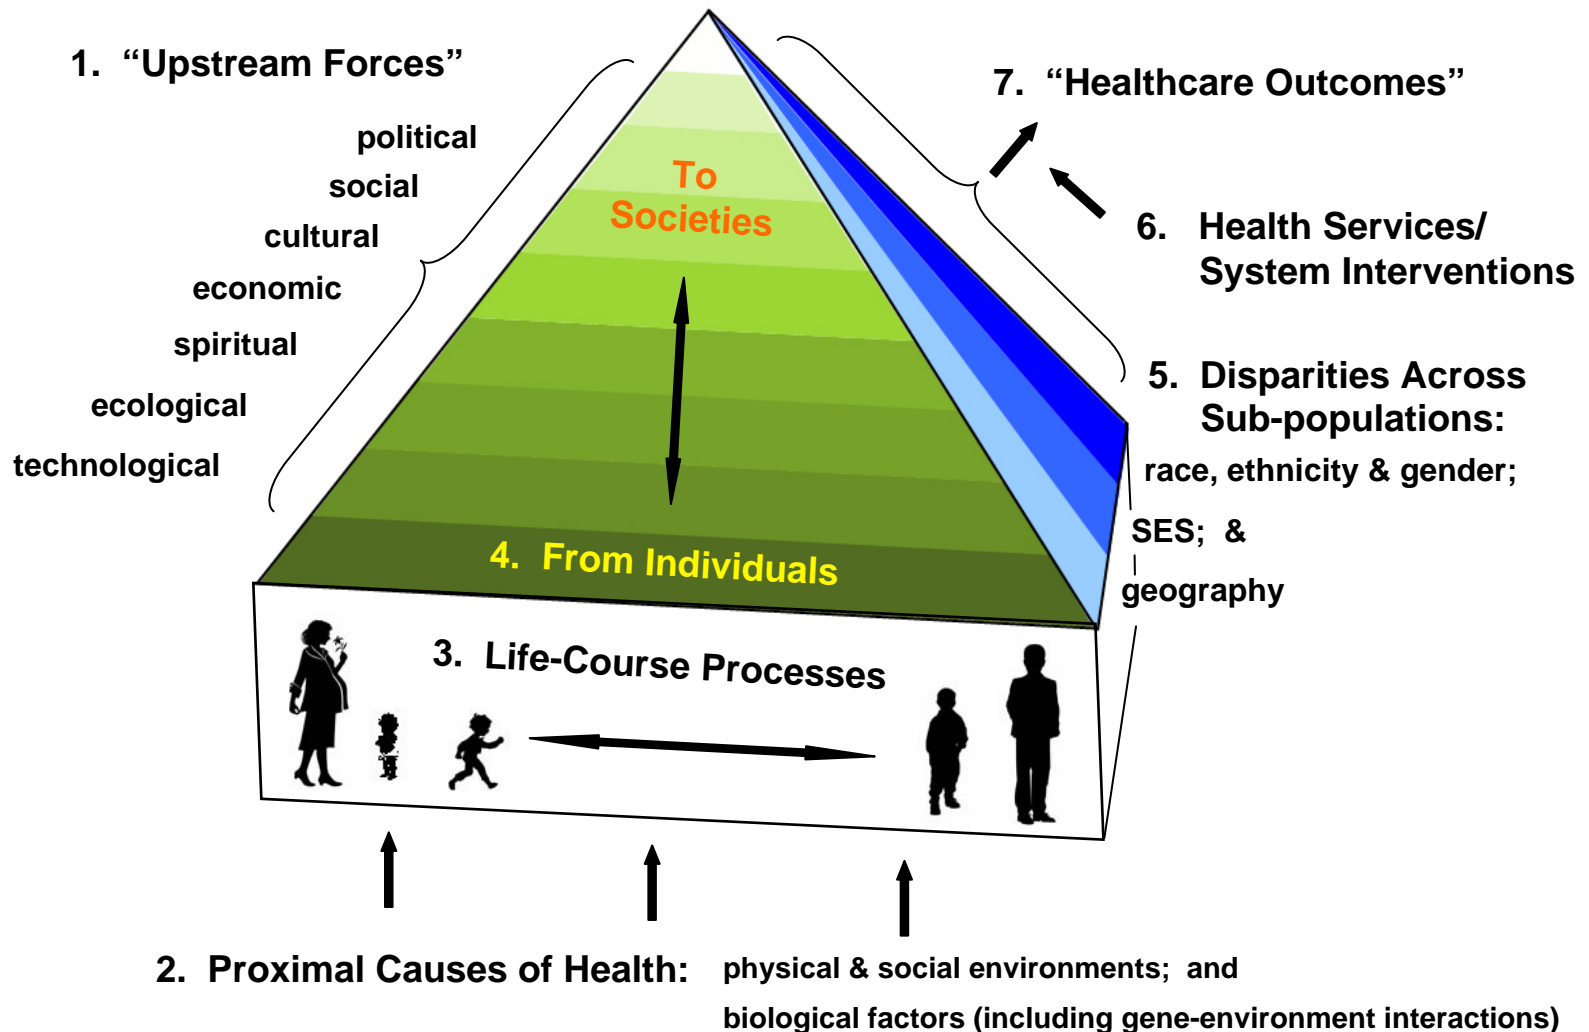 1. “Upstream Forces”
political
social
cultural
economic
spiritual
ecological
technological
7. “Healthcare Outcomes”
6. Health Services/
System Interventions
5. Disparities Across
Sub-populations:
race, ethnicity & gender;
SES; &
geography
To
Societies
4. From Individuals
3. Life-Course Processes
2. Proximal Causes of Health: physical & social environments; and
biological factors (including gene-environment interactions)